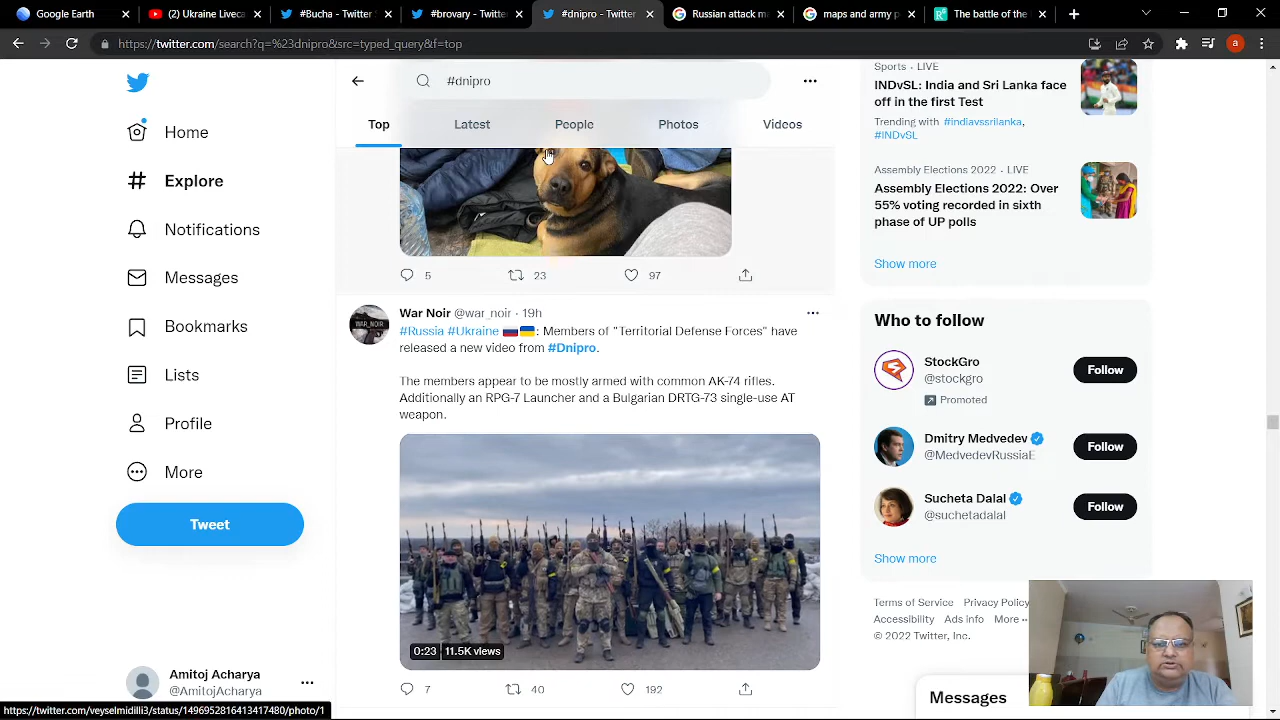 Google Earth
(2) Ukraine Liveca
#Bucha - Twitter
#brovary - Twitte
#dnipro - Twitter
Russian attack ma
maps and army p
The battle of the
https://twitter.com/search?q=%23dnipro&src=typed_query&f=top
a
Home
Explore
Notifications
Messages
Bookmarks
Lists
Profile
More
Tweet
Amitoj Acharya
@AmitojAcharya
https://twitter.com/veyselmidilli3/status/1496952816413417480/photo/1
#dnipro
Top Latest People Photos Videos
5 23 97
War Noir @war_noir · 19h
#Russia #Ukraine 🇷🇺🇺🇦: Members of "Territorial Defense Forces" have
released a new video from #Dnipro.
The members appear to be mostly armed with common AK-74 rifles.
Additionally an RPG-7 Launcher and a Bulgarian DRTG-73 single-use AT
weapon.
WAR_NOIR
0:23 11.5K views
7 40 192
Sports · LIVE
INDvSL: India and Sri Lanka face
off in the first Test
Trending with #indiavssrilanka,
#INDvSL
Assembly Elections 2022 · LIVE
Assembly Elections 2022: Over
55% voting recorded in sixth
phase of UP polls
Show more
Who to follow
StockGro
@stockgro
Promoted
Follow
Dmitry Medvedev
@MedvedevRussiaE
Follow
Sucheta Dalal
@suchetadalal
Follow
Show more
Terms of Service Privacy Policy
Accessibility Ads Info More ··
© 2022 Twitter, Inc.
Messages